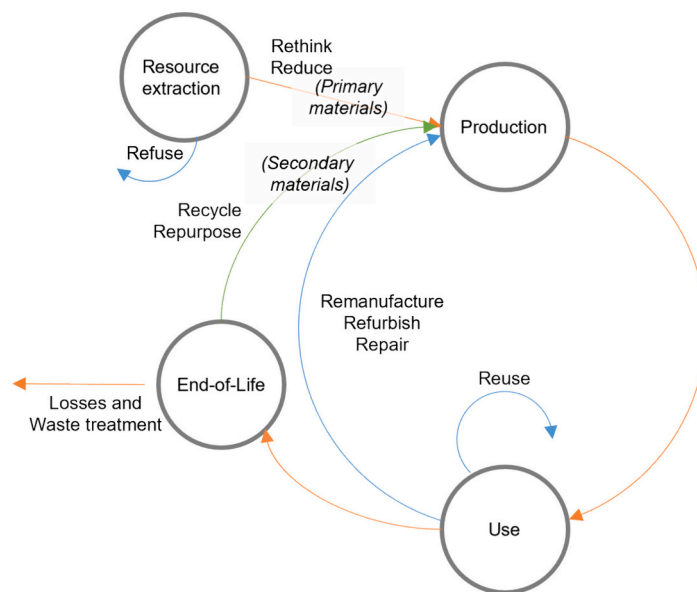 Resource
extraction
Rethink
Reduce
(Primary
materials)
Production
Refuse
(Secondary
materials)
Recycle
Repurpose
Remanufacture
Refurbish
Repair
End-of-Life
Reuse
Losses and
Waste treatment
Use